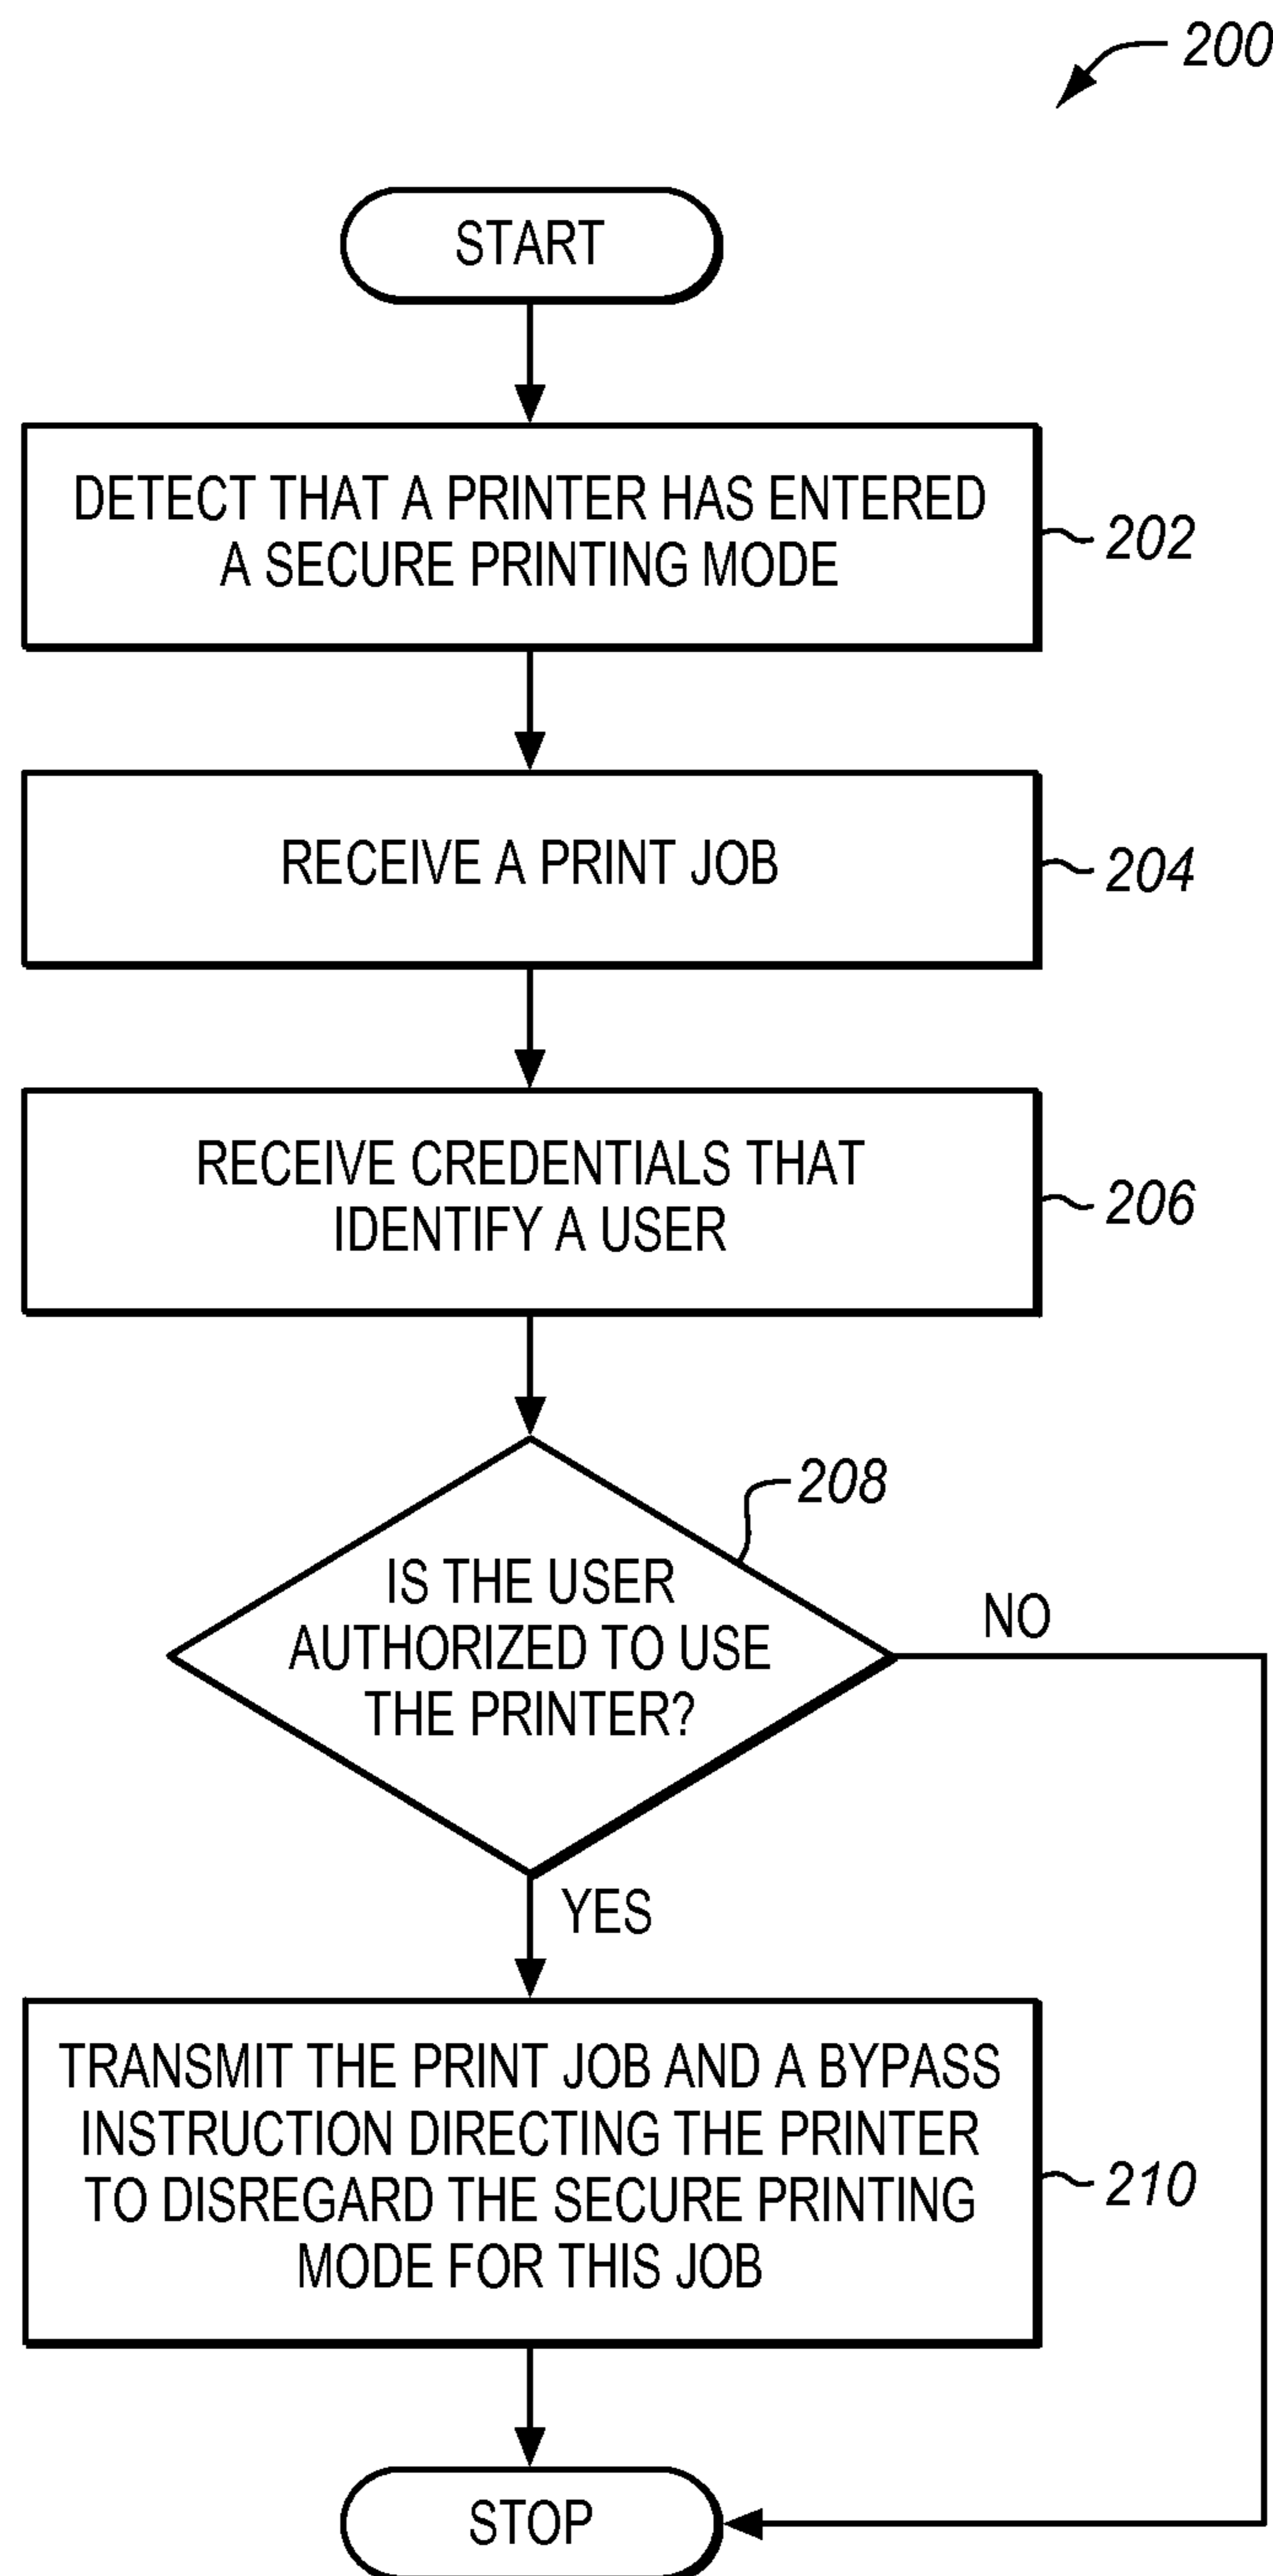 200
START
DETECT THAT A PRINTER HAS ENTERED
A SECURE PRINTING MODE
202
RECEIVE A PRINT JOB
204
RECEIVE CREDENTIALS THAT
IDENTIFY A USER
206
208
IS THE USER
AUTHORIZED TO USE
THE PRINTER?
NO
YES
TRANSMIT THE PRINT JOB AND A BYPASS
INSTRUCTION DIRECTING THE PRINTER
TO DISREGARD THE SECURE PRINTING
MODE FOR THIS JOB
210
STOP